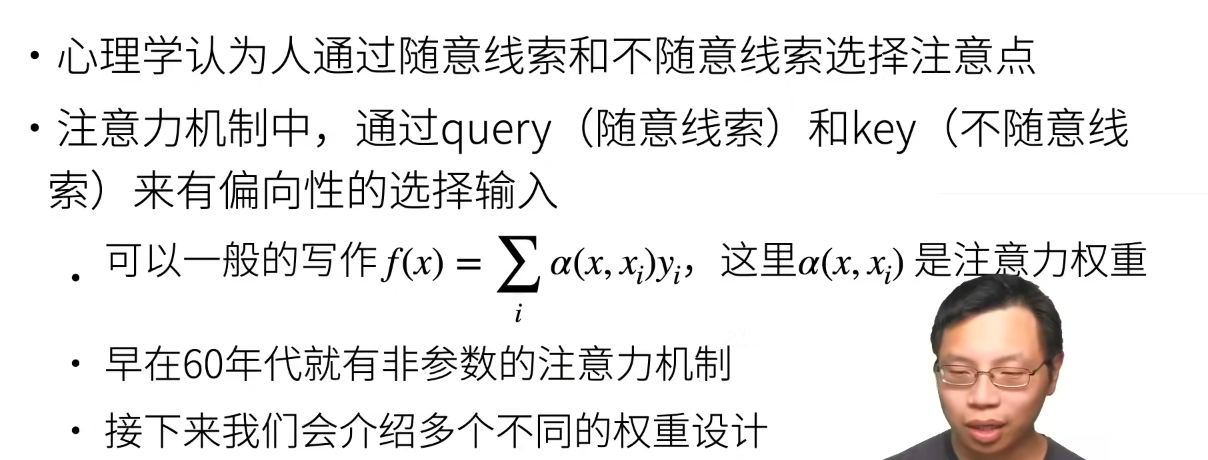 • 心理学认为人通过随意线索和不随意线索选择注意点
• 注意力机制中，通过query（随意线索）和key（不随意线
索）来有偏向性的选择输入
• 可以一般的写作 f(x) = ∑_i α(x, x_i)y_i，这里α(x, x_i) 是注意力权重
• 早在60年代就有非参数的注意力机制
• 接下来我们会介绍多个不同的权重设计